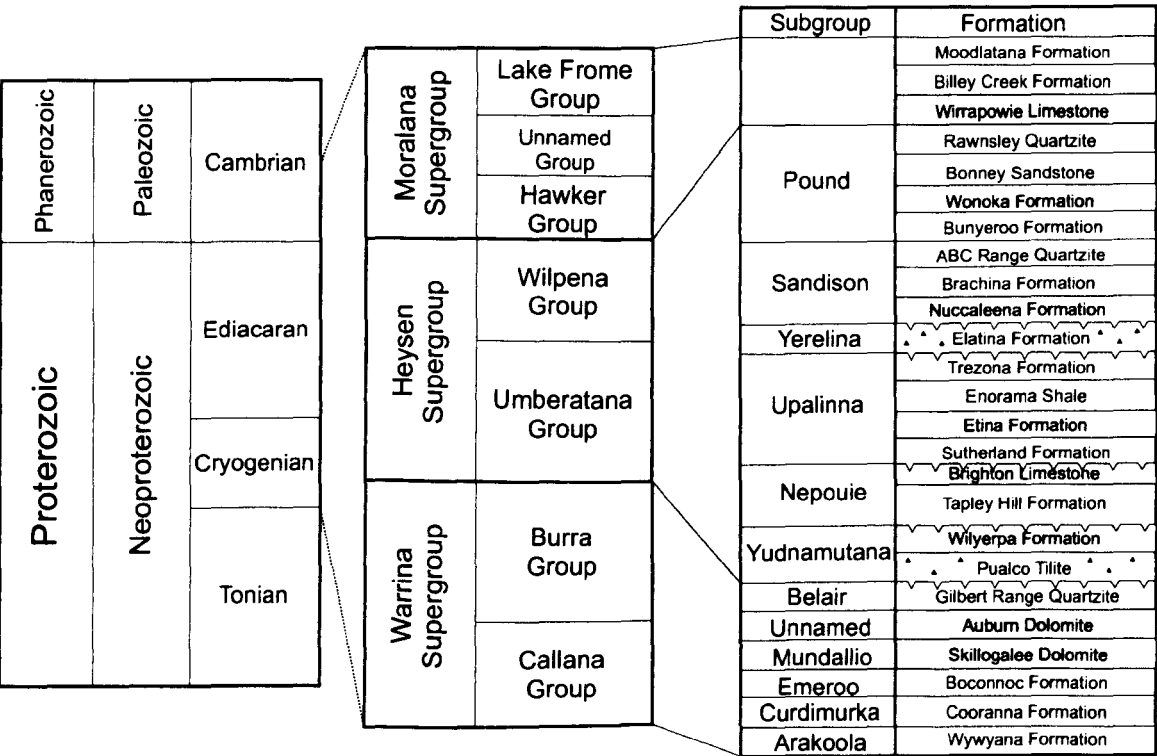 Phanerozoic
Paleozoic
Cambrian
Proterozoic
Neoproterozoic
Ediacaran
Cryogenian
Tonian
Moralana
Supergroup
Lake Frome
Group
Unnamed
Group
Hawker
Group
Heysen
Supergroup
Wilpena
Group
Umberatana
Group
Warrina
Supergroup
Burra
Group
Callana
Group
Subgroup Formation
Moodlatana Formation
Billey Creek Formation
Wirrapowie Limestone
Pound
Rawnsley Quartzite
Bonney Sandstone
Wonoka Formation
Bunyeroo Formation
Sandison
ABC Range Quartzite
Brachina Formation
Nuccaleena Formation
Yerelina
Elatina Formation
Upalinna
Trezona Formation
Enorama Shale
Etina Formation
Sutherland Formation
Nepouie
Brighton Limestone
Tapley Hill Formation
Yudnamutana
Wilyerpa Formation
Pualco Tilite
Belair
Gilbert Range Quartzite
Unnamed
Auburn Dolomite
Mundallio
Skillogalee Dolomite
Emeroo
Boconnoc Formation
Curdimurka
Cooranna Formation
Arakoola
Wywyana Formation